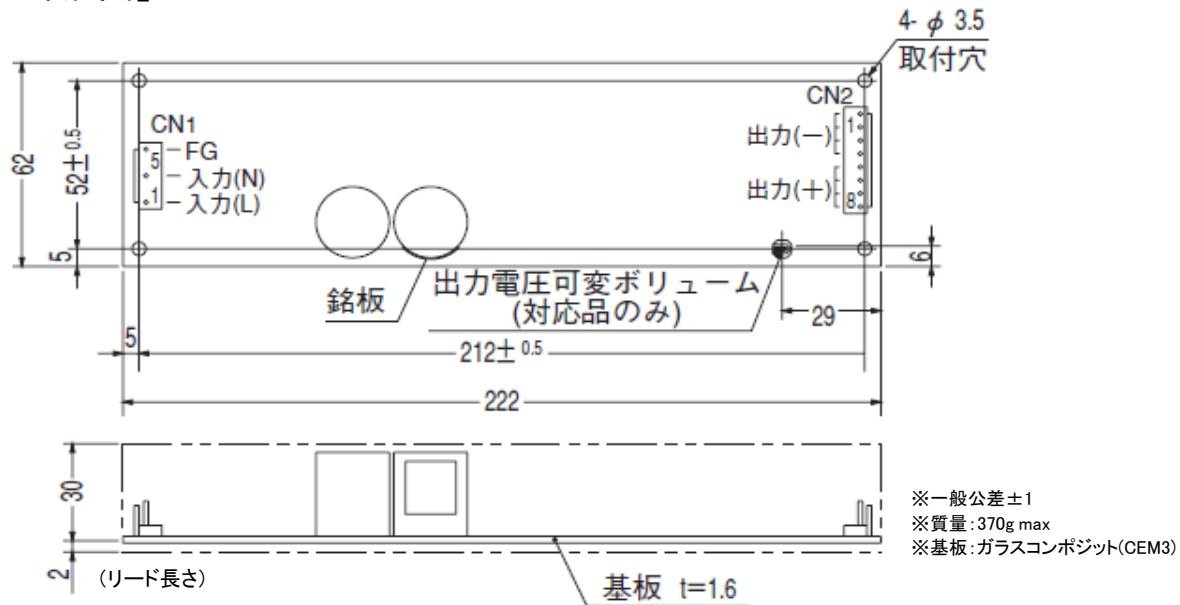 4- φ 3.5
取付穴
62
52± 0.5
5
CN1
5
1
FG
入力(N)
入力(L)
CN2
1
8
出力(－)
出力(＋)
6
銘板
出力電圧可変ボリューム
(対応品のみ)
29
5
212± 0.5
222
30
2
(リード長さ)
基板 t=1.6
※一般公差±1
※質量:370g max
※基板:ガラスコンポジット(CEM3)